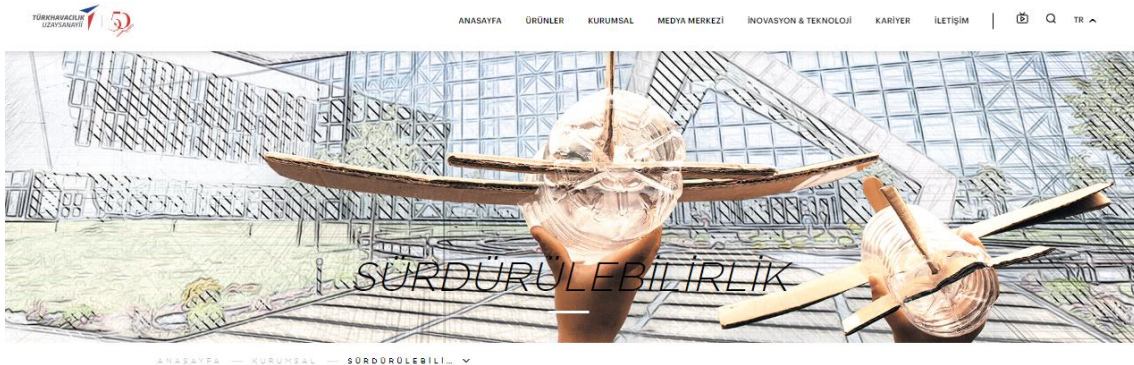 TÜRKHAVACILIK
UZAYSANAYİİ
50
ANASAYFA ÜRÜNLER KURUMSAL MEDYA MERKEZİ İNOVASYON & TEKNOLOJİ KARİYER İLETİŞİM TR
SÜRDÜRÜLEBİLİRLİK
ANASAYFA — KURUMSAL — SÜRDÜRÜLEBİLİ...